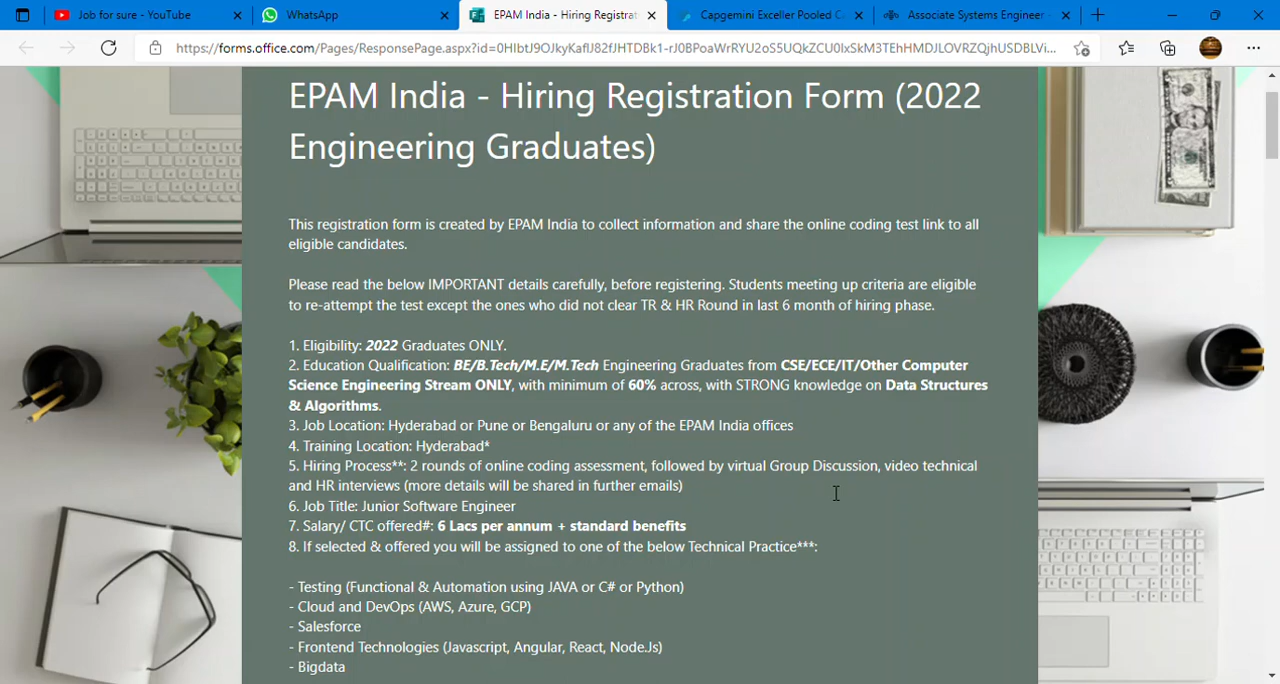 Job for sure - YouTube
WhatsApp
EPAM India - Hiring Registrat
Capgemini Exceller Pooled C
Associate Systems Engineer
https://forms.office.com/Pages/ResponsePage.aspx?id=0HIbtJ9OJkyKaflJ82fJHTDBk1-rJ0BPoaWrRYU2oS5UQkZCU0IxSkM3TEhHMDJLOVRZQjhUSDBLVi...
EPAM India - Hiring Registration Form (2022
Engineering Graduates)
This registration form is created by EPAM India to collect information and share the online coding test link to all
eligible candidates.
Please read the below IMPORTANT details carefully, before registering. Students meeting up criteria are eligible
to re-attempt the test except the ones who did not clear TR & HR Round in last 6 month of hiring phase.
1. Eligibility: 2022 Graduates ONLY.
2. Education Qualification: BE/B.Tech/M.E/M.Tech Engineering Graduates from CSE/ECE/IT/Other Computer
Science Engineering Stream ONLY, with minimum of 60% across, with STRONG knowledge on Data Structures
& Algorithms.
3. Job Location: Hyderabad or Pune or Bengaluru or any of the EPAM India offices
4. Training Location: Hyderabad*
5. Hiring Process**: 2 rounds of online coding assessment, followed by virtual Group Discussion, video technical
and HR interviews (more details will be shared in further emails)
6. Job Title: Junior Software Engineer
7. Salary/ CTC offered#: 6 Lacs per annum + standard benefits
8. If selected & offered you will be assigned to one of the below Technical Practice***:
- Testing (Functional & Automation using JAVA or C# or Python)
- Cloud and DevOps (AWS, Azure, GCP)
- Salesforce
- Frontend Technologies (Javascript, Angular, React, Node.Js)
- Bigdata